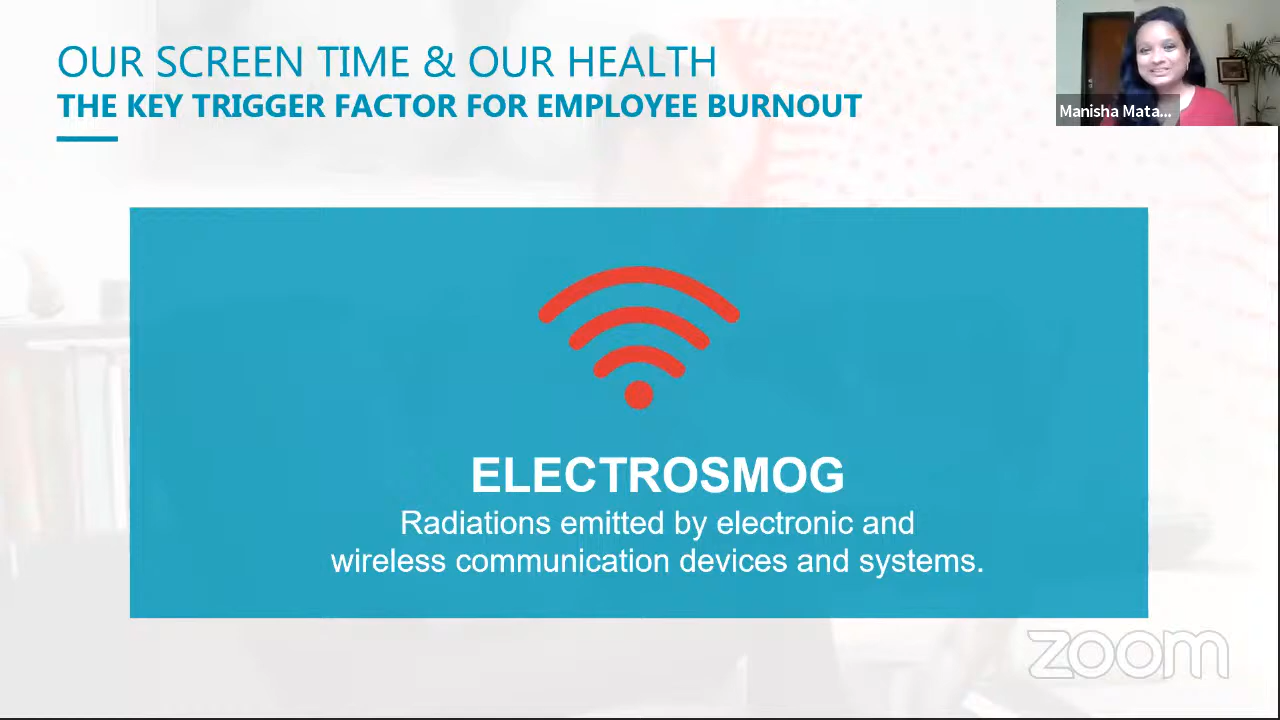 OUR SCREEN TIME & OUR HEALTH
THE KEY TRIGGER FACTOR FOR EMPLOYEE BURNOUT
Manisha Mata...
ELECTROSMOG
Radiations emitted by electronic and
wireless communication devices and systems.
zoom